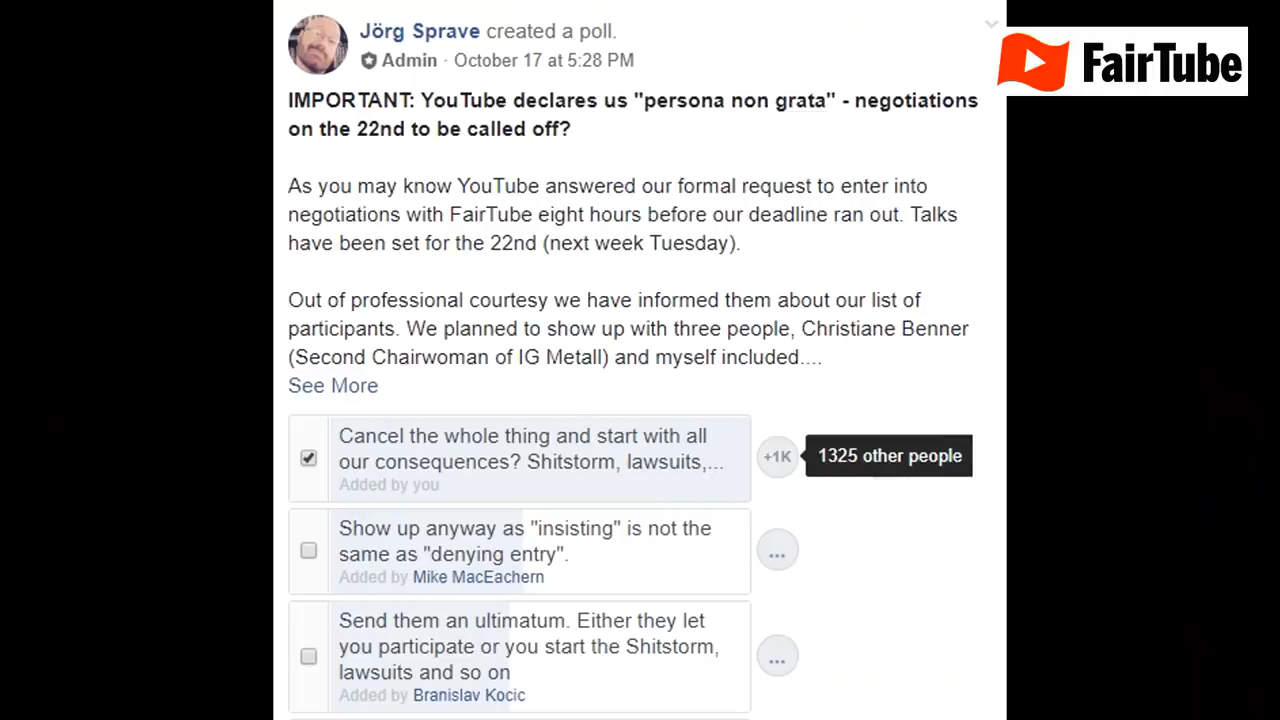 Jörg Sprave created a poll.
Admin · October 17 at 5:28 PM
FairTube
IMPORTANT: YouTube declares us "persona non grata" - negotiations
on the 22nd to be called off?
As you may know YouTube answered our formal request to enter into
negotiations with FairTube eight hours before our deadline ran out. Talks
have been set for the 22nd (next week Tuesday).
Out of professional courtesy we have informed them about our list of
participants. We planned to show up with three people, Christiane Benner
(Second Chairwoman of IG Metall) and myself included....
See More
Cancel the whole thing and start with all
our consequences? Shitstorm, lawsuits,...
Added by you
+1K
1325 other people
Show up anyway as "insisting" is not the
same as "denying entry".
Added by Mike MacEachern
...
Send them an ultimatum. Either they let
you participate or you start the Shitstorm,
lawsuits and so on
Added by Branislav Kocic
...